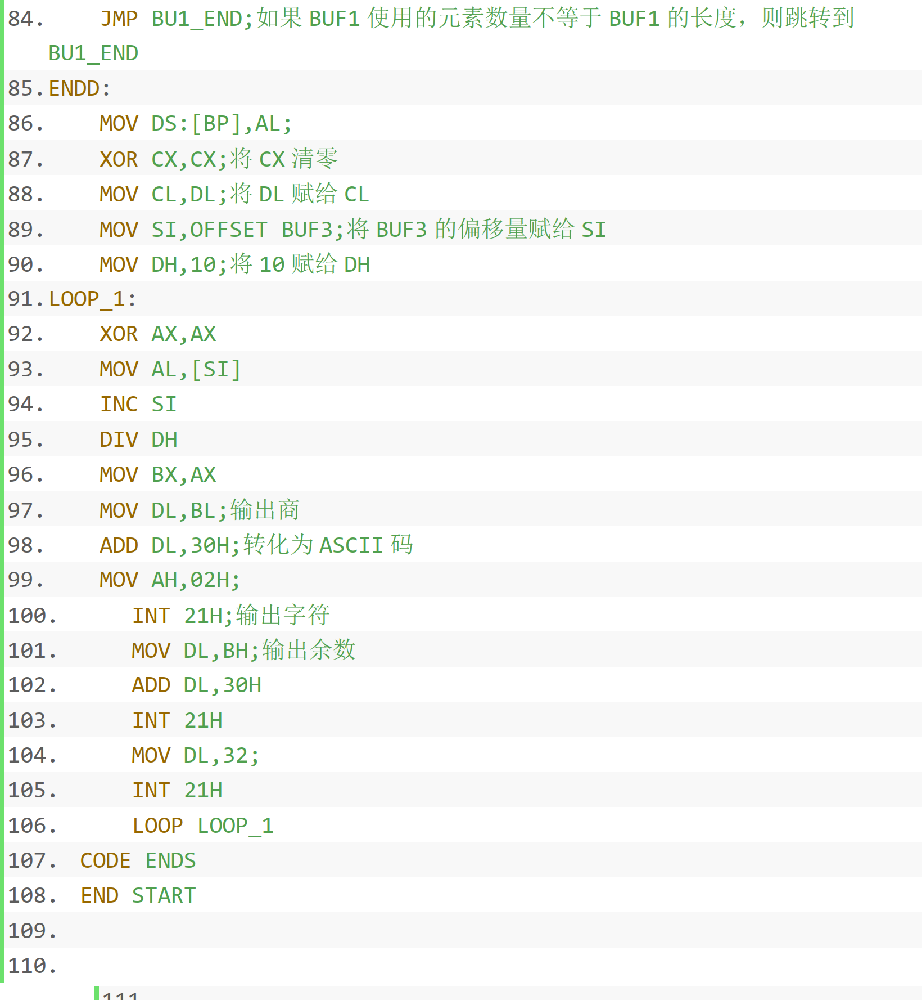 84.    JMP BU1_END;如果 BUF1 使用的元素数量不等于 BUF1 的长度，则跳转到
BU1_END
85.ENDD:
86.    MOV DS:[BP],AL;
87.    XOR CX,CX;将 CX 清零
88.    MOV CL,DL;将 DL 赋给 CL
89.    MOV SI,OFFSET BUF3;将 BUF3 的偏移量赋给 SI
90.    MOV DH,10;将 10 赋给 DH
91.LOOP_1:
92.    XOR AX,AX
93.    MOV AL,[SI]
94.    INC SI
95.    DIV DH
96.    MOV BX,AX
97.    MOV DL,BL;输出商
98.    ADD DL,30H;转化为 ASCII 码
99.    MOV AH,02H;
100.    INT 21H;输出字符
101.    MOV DL,BH;输出余数
102.    ADD DL,30H
103.    INT 21H
104.    MOV DL,32;
105.    INT 21H
106.    LOOP LOOP_1
107. CODE ENDS
108. END START
109.
110.
111